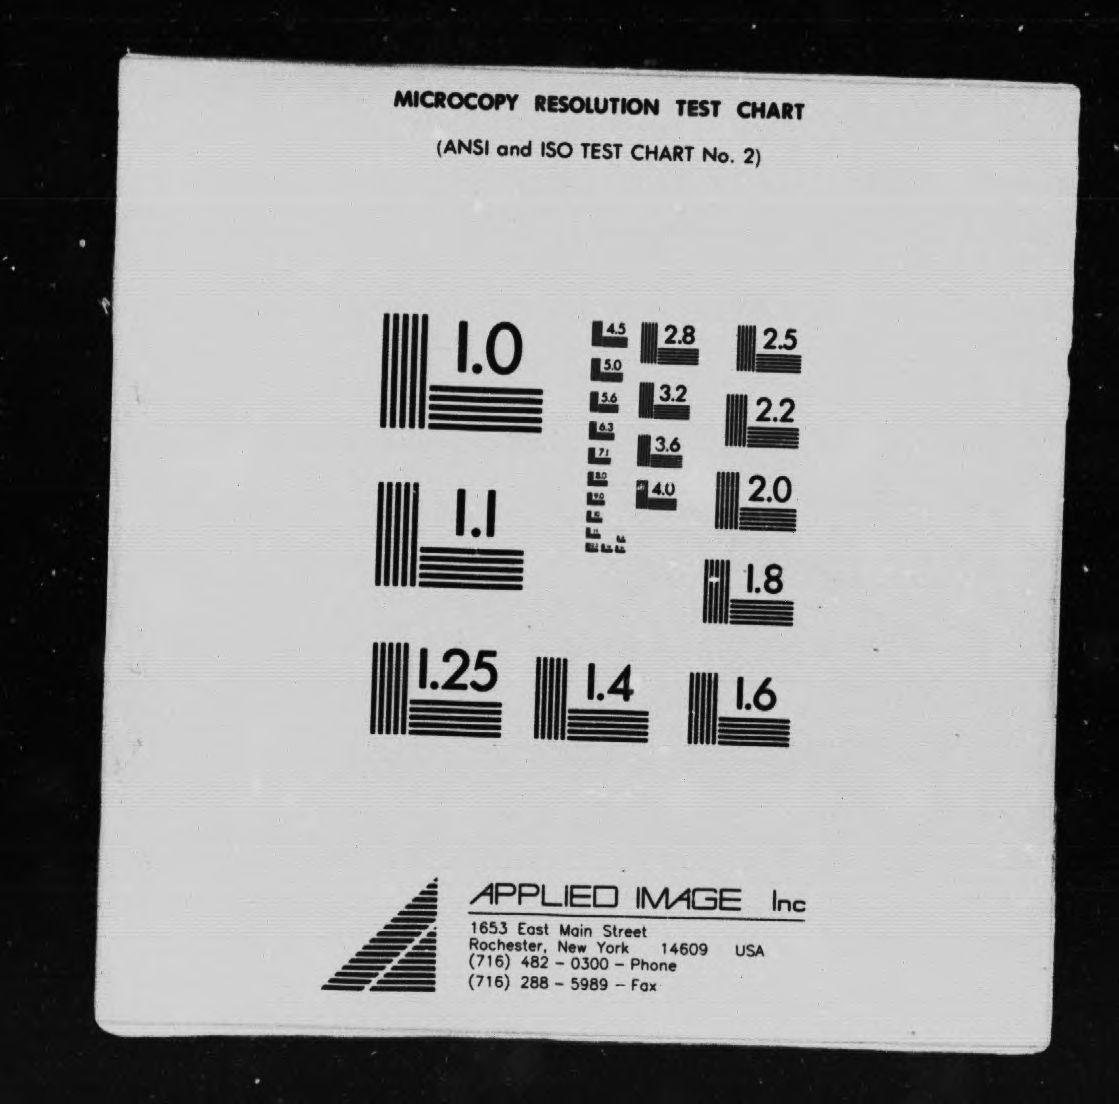 MICROCOPY RESOLUTION TEST CHART
(ANSI and ISO TEST CHART No. 2)
1.0
1.1
1.25
1.4
1.6
1.8
2.0
2.2
2.5
2.8
3.2
3.6
4.0
4.5
5.0
5.6
6.3
7.1
8.0
9.0
APPLIED IMAGE Inc
1653 East Main Street
Rochester, New York 14609 USA
(716) 482 - 0300 - Phone
(716) 288 - 5989 - Fax